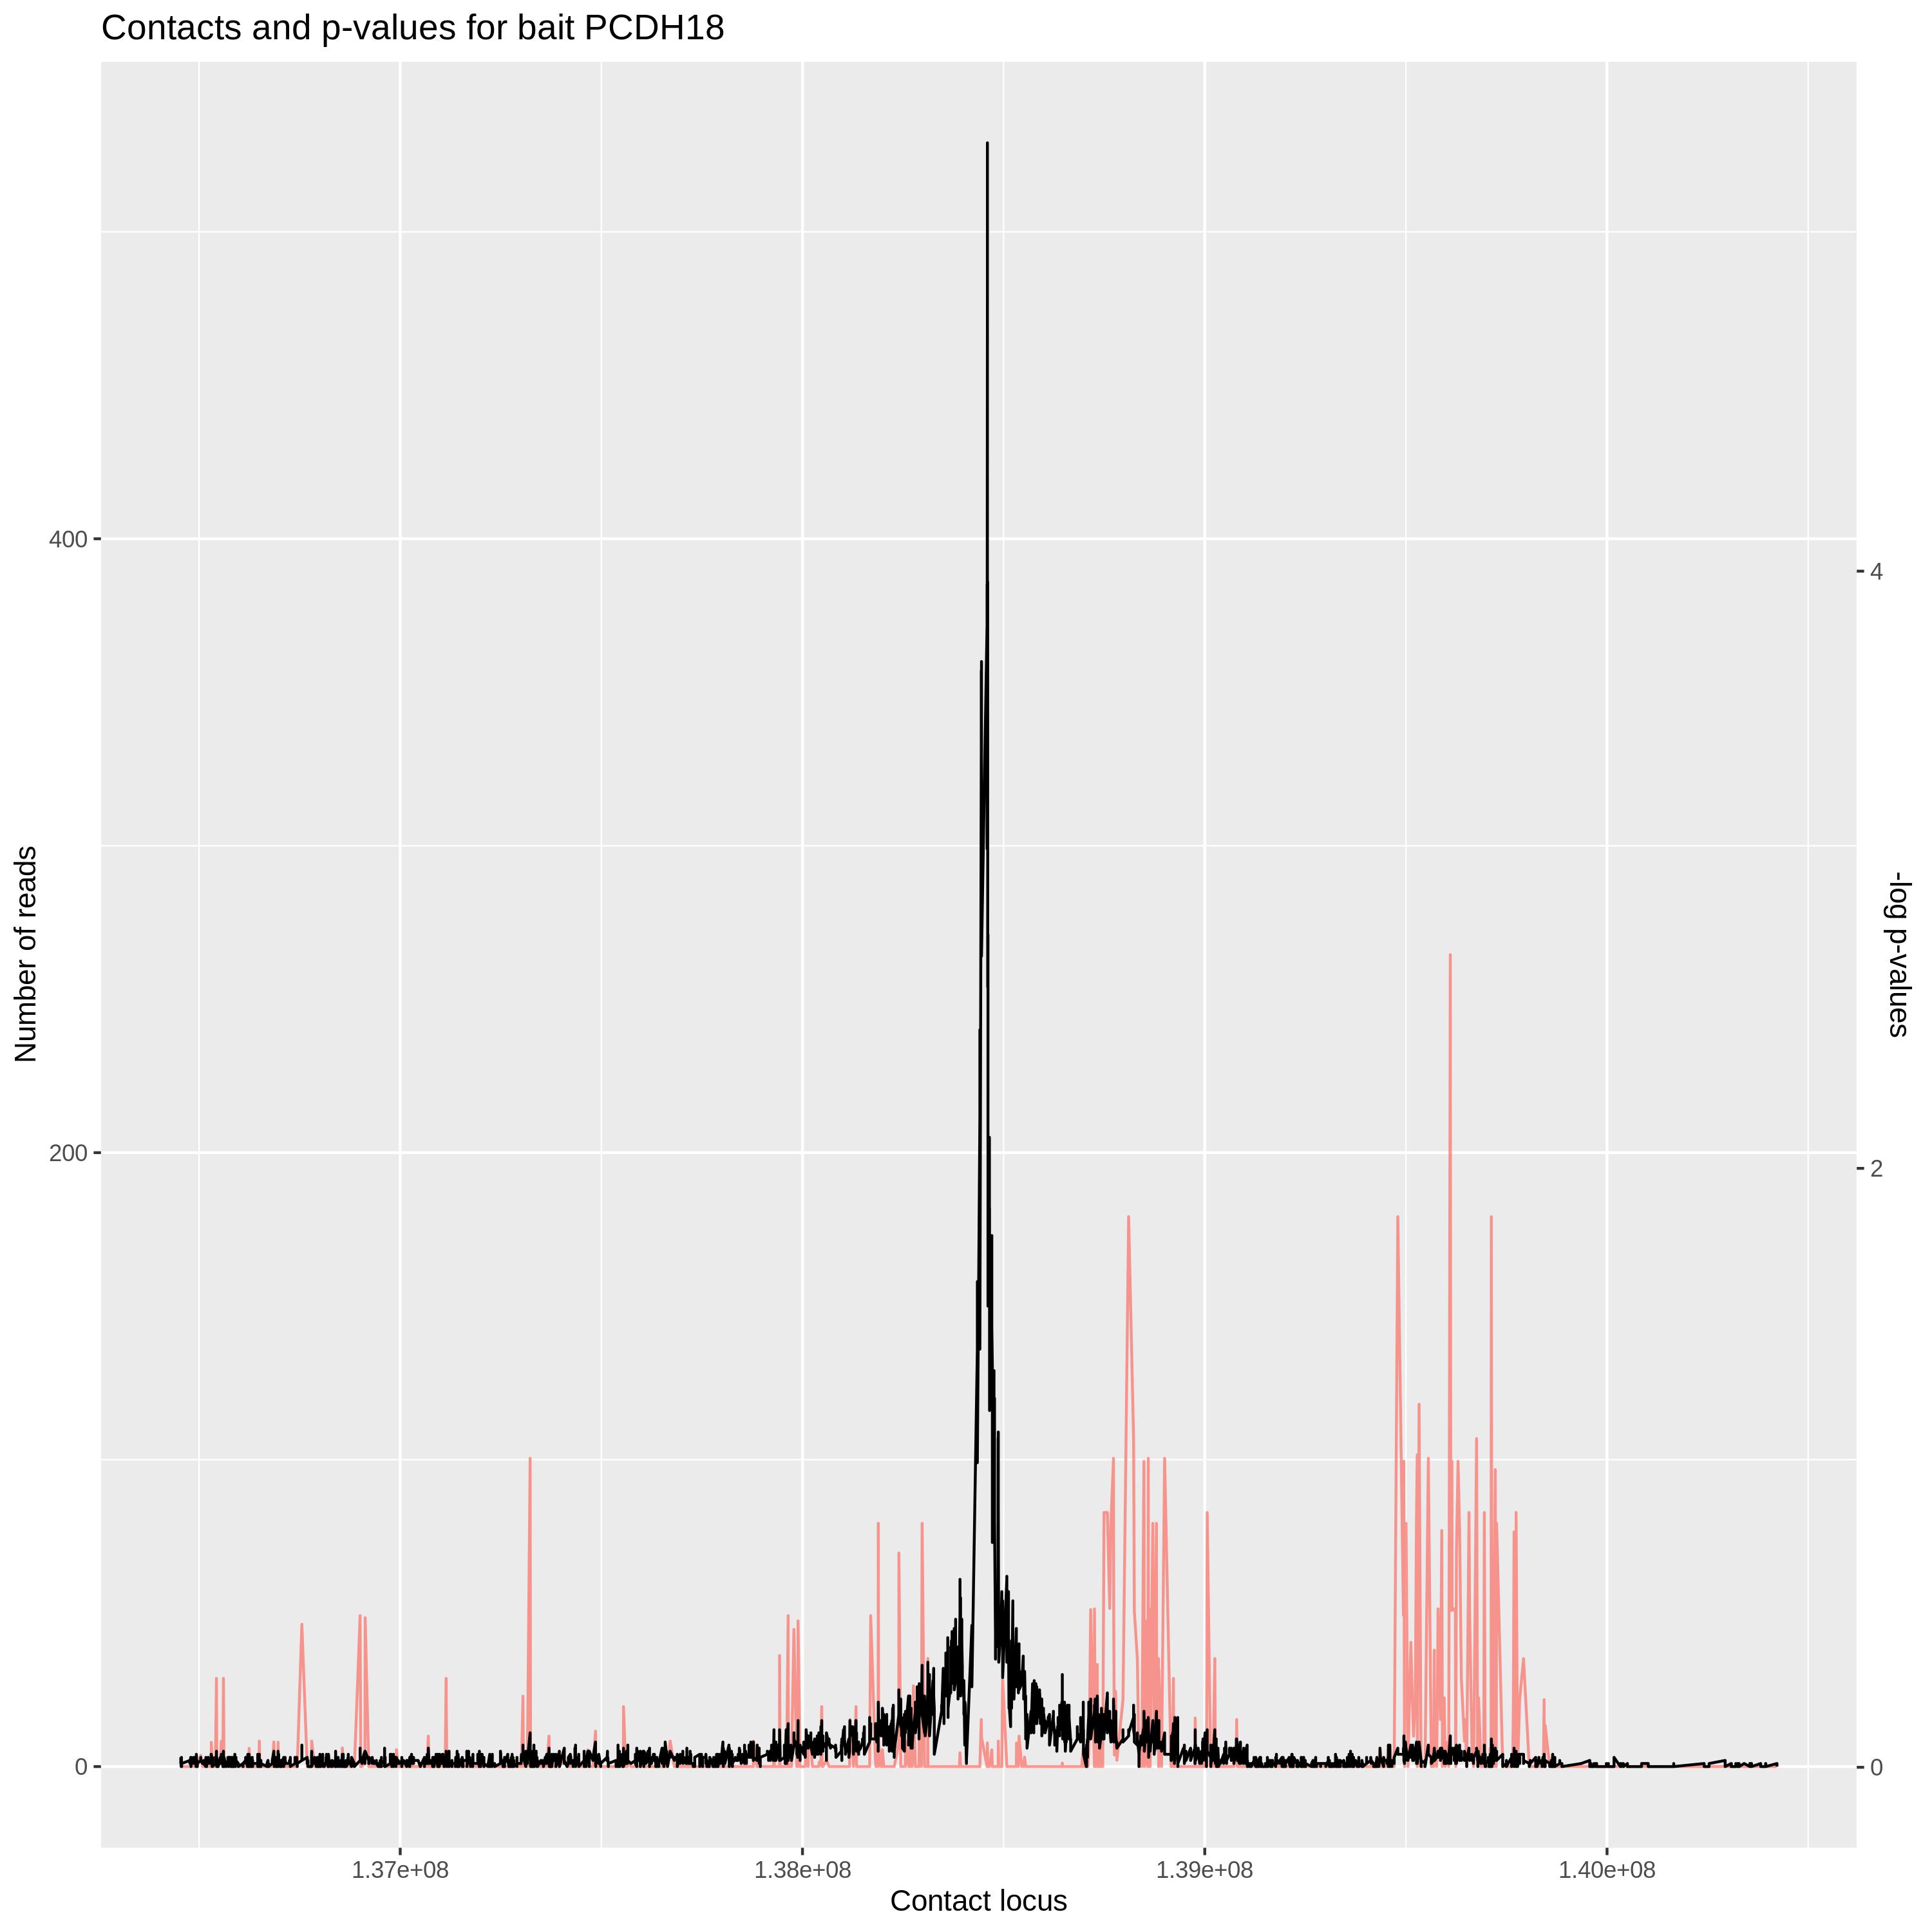 Contacts and p-values for bait PCDH18
Number of reads
400
200
0
4
2
0
-log p-values
1.37e+08
1.38e+08
1.39e+08
1.40e+08
Contact locus